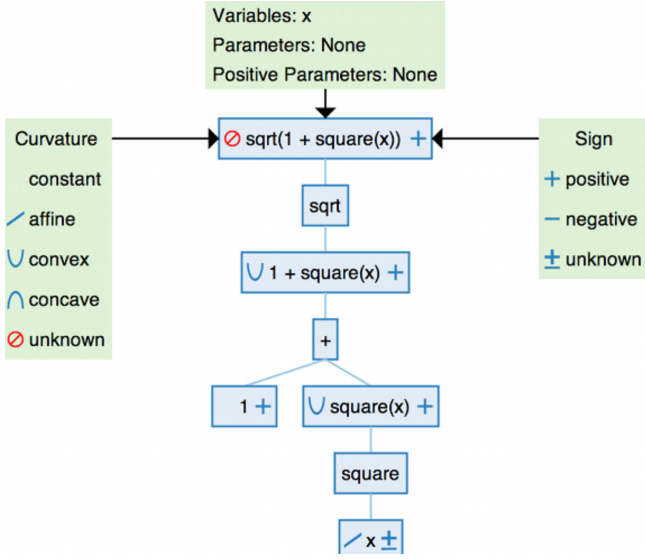 Variables: x
Parameters: None
Positive Parameters: None
Curvature
constant
affine
convex
concave
unknown
sqrt(1 + square(x)) +
Sign
+ positive
− negative
± unknown
sqrt
1 + square(x) +
+
1 +
square(x) +
square
x ±